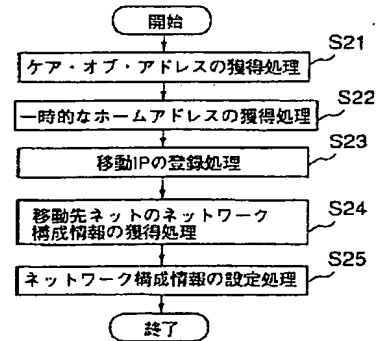 開始
S21
ケア・オブ・アドレスの獲得処理
S22
一時的なホームアドレスの獲得処理
S23
移動IPの登録処理
S24
移動先ネットのネットワーク
構成情報の獲得処理
S25
ネットワーク構成情報の設定処理
終了